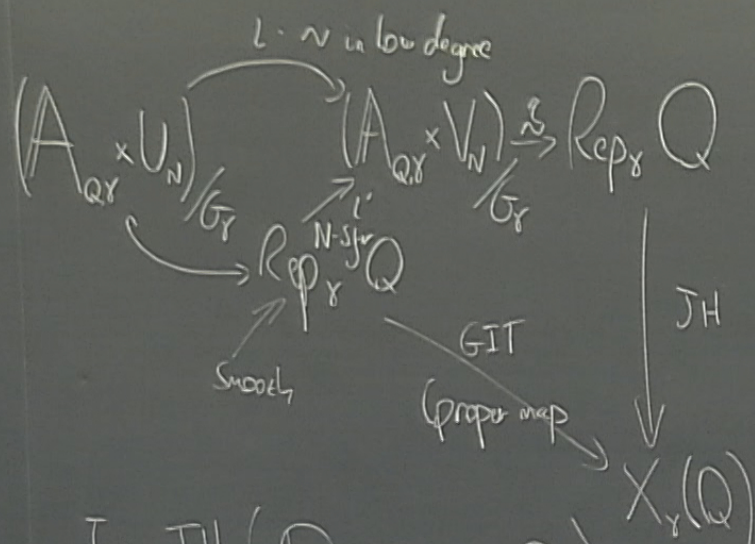 in low degree
(A_{Qγ} × U_N)/G_γ (A_{Q,γ} × V_N)/G_γ → Rep_γ Q
Rep_γ^{N-sfr} Q
JH
GIT
Smooth
(proper map
X_γ(Q)